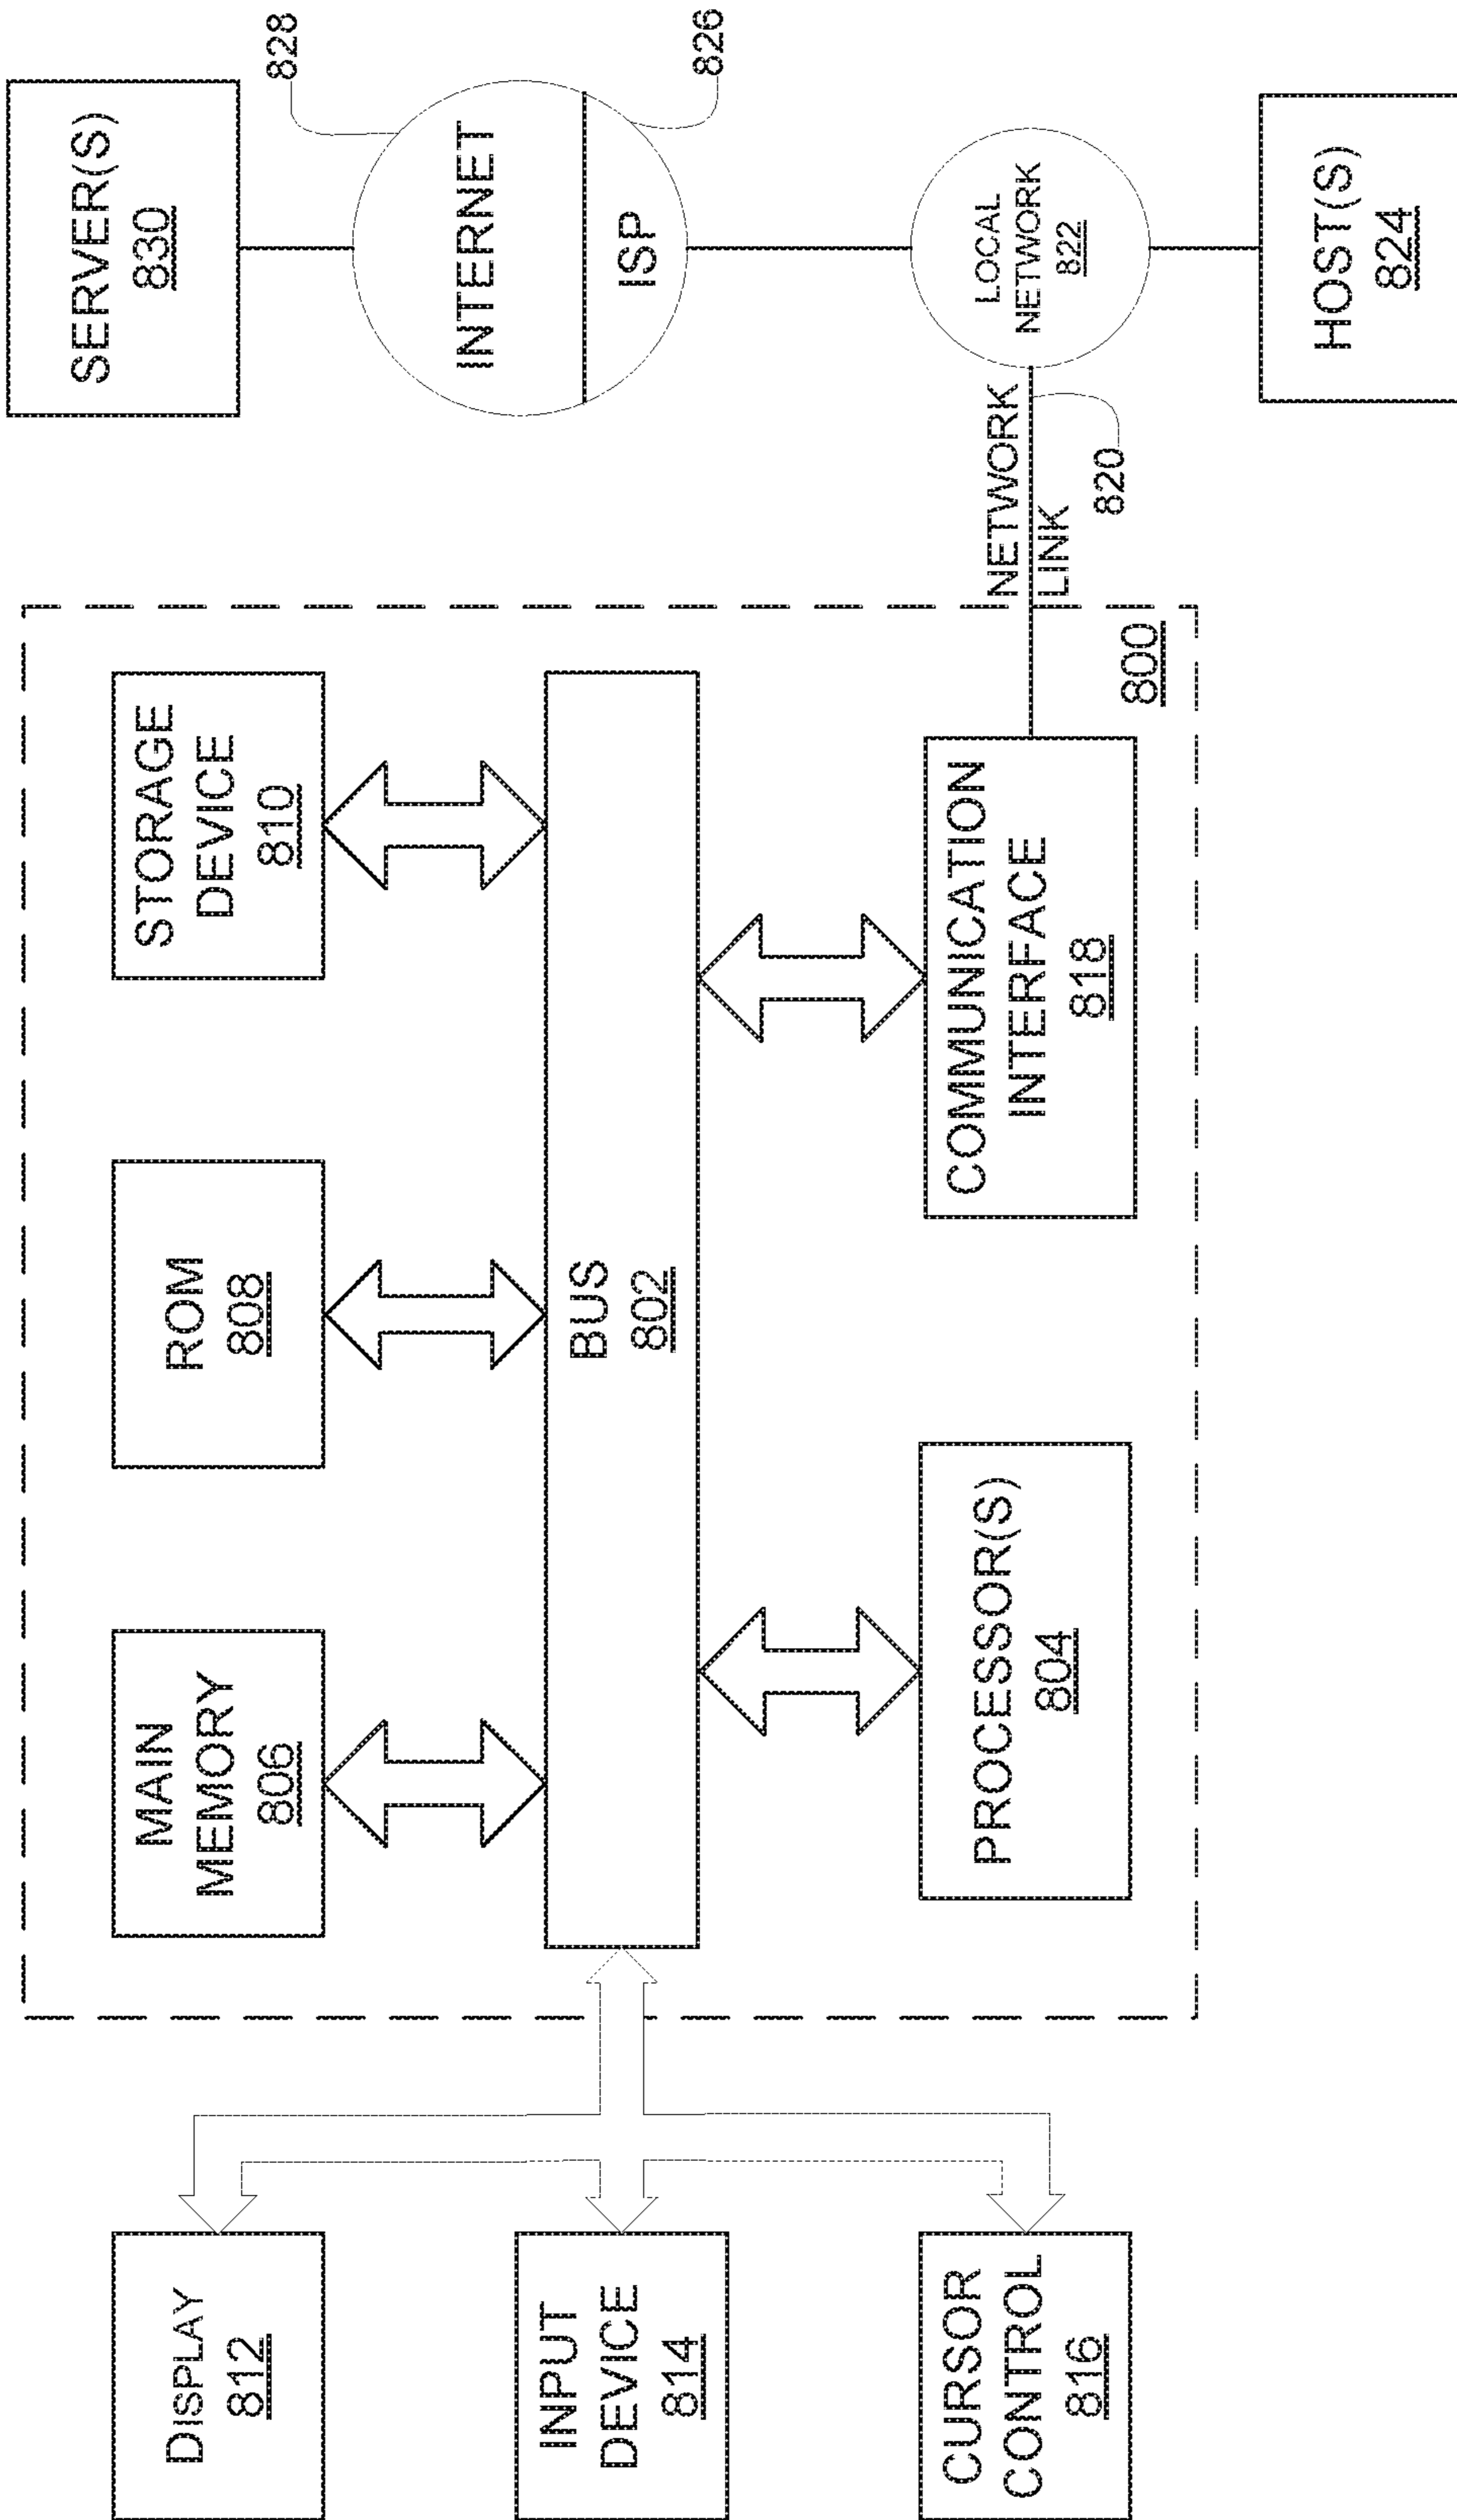 DISPLAY
812
INPUT
DEVICE
814
CURSOR
CONTROL
816
MAIN
MEMORY
806
ROM
808
STORAGE
DEVICE
810
BUS
802
PROCESSOR(S)
804
COMMUNICATION
INTERFACE
818
800
NETWORK
LINK
820
SERVER(S)
830
828
INTERNET
ISP
826
LOCAL
NETWORK
822
HOST(S)
824